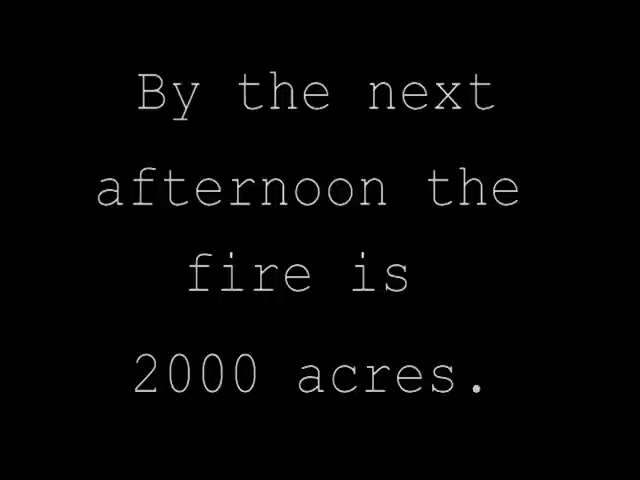 By the next
afternoon the
fire is
2000 acres.